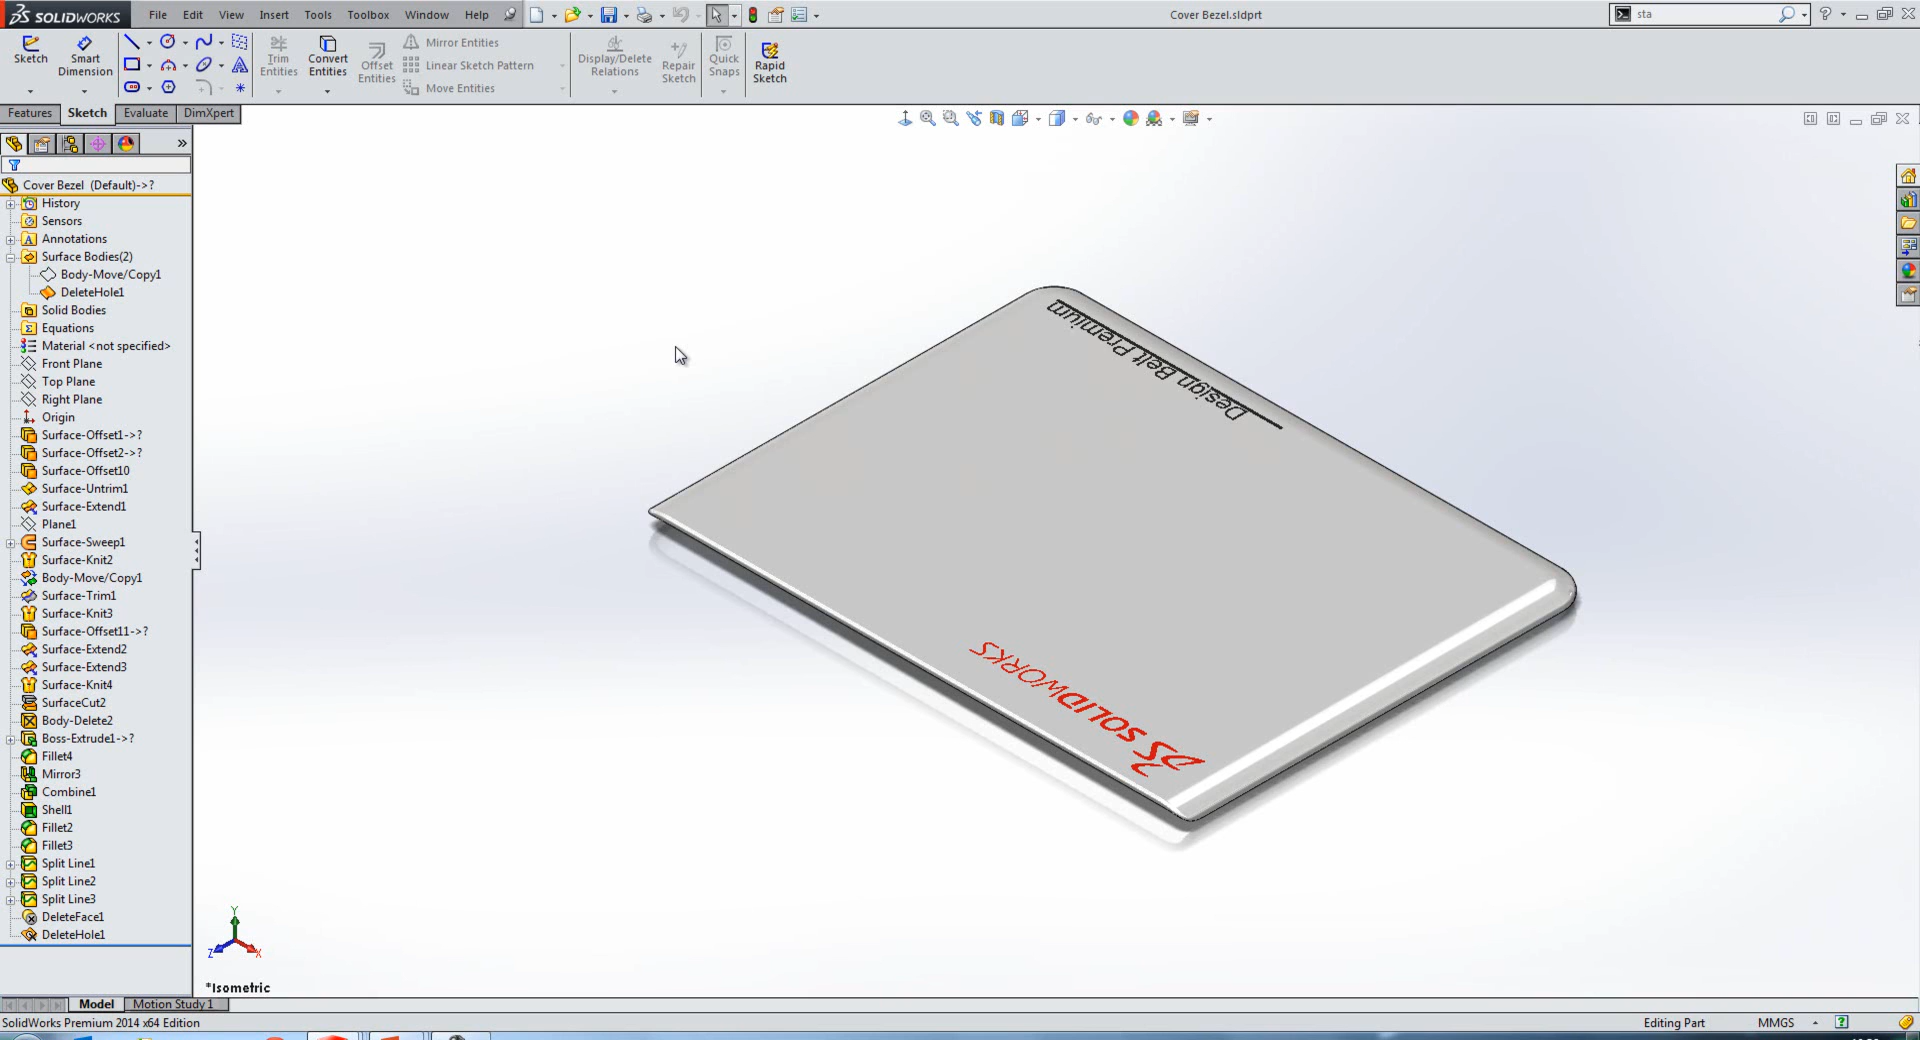 SOLIDWORKS
File Edit View Insert Tools Toolbox Window Help
Cover Bezel.sldprt
sta
Sketch
Smart Dimension
Trim Entities
Convert Entities
Offset Entities
Mirror Entities
Linear Sketch Pattern
Move Entities
Display/Delete Relations
Repair Sketch
Quick Snaps
Rapid Sketch
Features Sketch Evaluate DimXpert
Cover Bezel (Default)->?
History
Sensors
Annotations
Surface Bodies(2)
Body-Move/Copy1
DeleteHole1
Solid Bodies
Equations
Material <not specified>
Front Plane
Top Plane
Right Plane
Origin
Surface-Offset1->?
Surface-Offset2->?
Surface-Offset10
Surface-Untrim1
Surface-Extend1
Plane1
Surface-Sweep1
Surface-Knit2
Body-Move/Copy1
Surface-Trim1
Surface-Knit3
Surface-Offset11->?
Surface-Extend2
Surface-Extend3
Surface-Knit4
SurfaceCut2
Body-Delete2
Boss-Extrude1->?
Fillet4
Mirror3
Combine1
Shell1
Fillet2
Fillet3
Split Line1
Split Line2
Split Line3
DeleteFace1
DeleteHole1
Design Belt Premium
DS SOLIDWORKS
Y
Z
X
*Isometric
Model Motion Study 1
SolidWorks Premium 2014 x64 Edition
Editing Part
MMGS